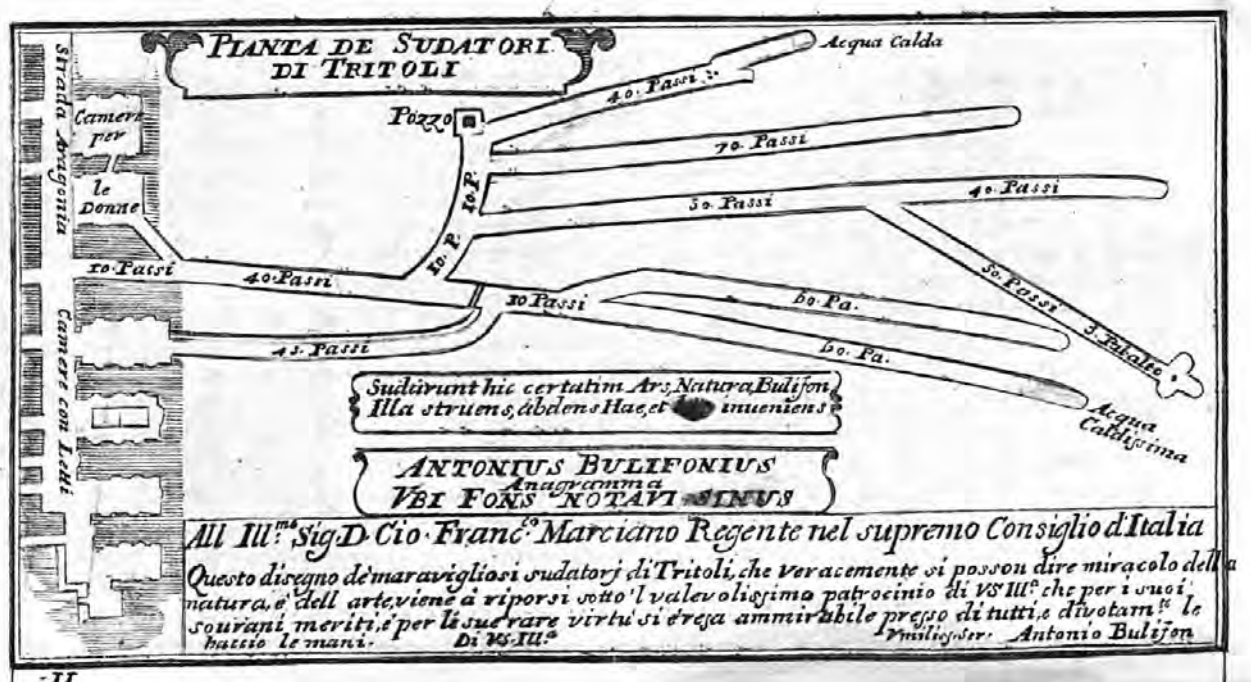 PIANTA DE SUDATORI
DI TRITOLI
Strada Aragonia
Camere
per
le
Donne
Camere con Letti
Pozzo
Acqua Calda
40. Passi
70. Passi
50. Passi
40. Passi
10. P.
10. P.
10. Passi
40. Passi
10 Passi
60. Pa.
60. Pa.
50. Passi
3. Pilastro
45. Passi
Acqua
Caldissima
Sudarunt hic certatim Ars, Natura, Bulifon
Illa struens, abdens Hae, et inueniens
ANTONIUS BULIFONIUS
Anagramma
VBI FONS NOTAVI SINUS
All Ill.mo Sig. D. Cio. Franc.co Marciano Regente nel supremo Consiglio d'Italia
Questo disegno de maravigliosi sudatorj di Tritoli, che veracemente si posson dire miracolo della
natura, e dell arte, viene à riporsi sotto 'l valevolissimo patrocinio di VS Ill.a che per i suoi
sourani meriti, e per le sue rare virtù si è resa ammirabile presso di tutti, e divotam.te le
baccio le mani. Di VS. Ill.a Antonio Bulifon